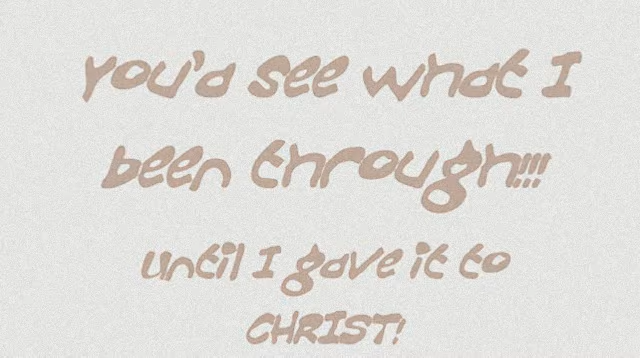 you'd see what I
been through!!!
until I gave it to
CHRIST!